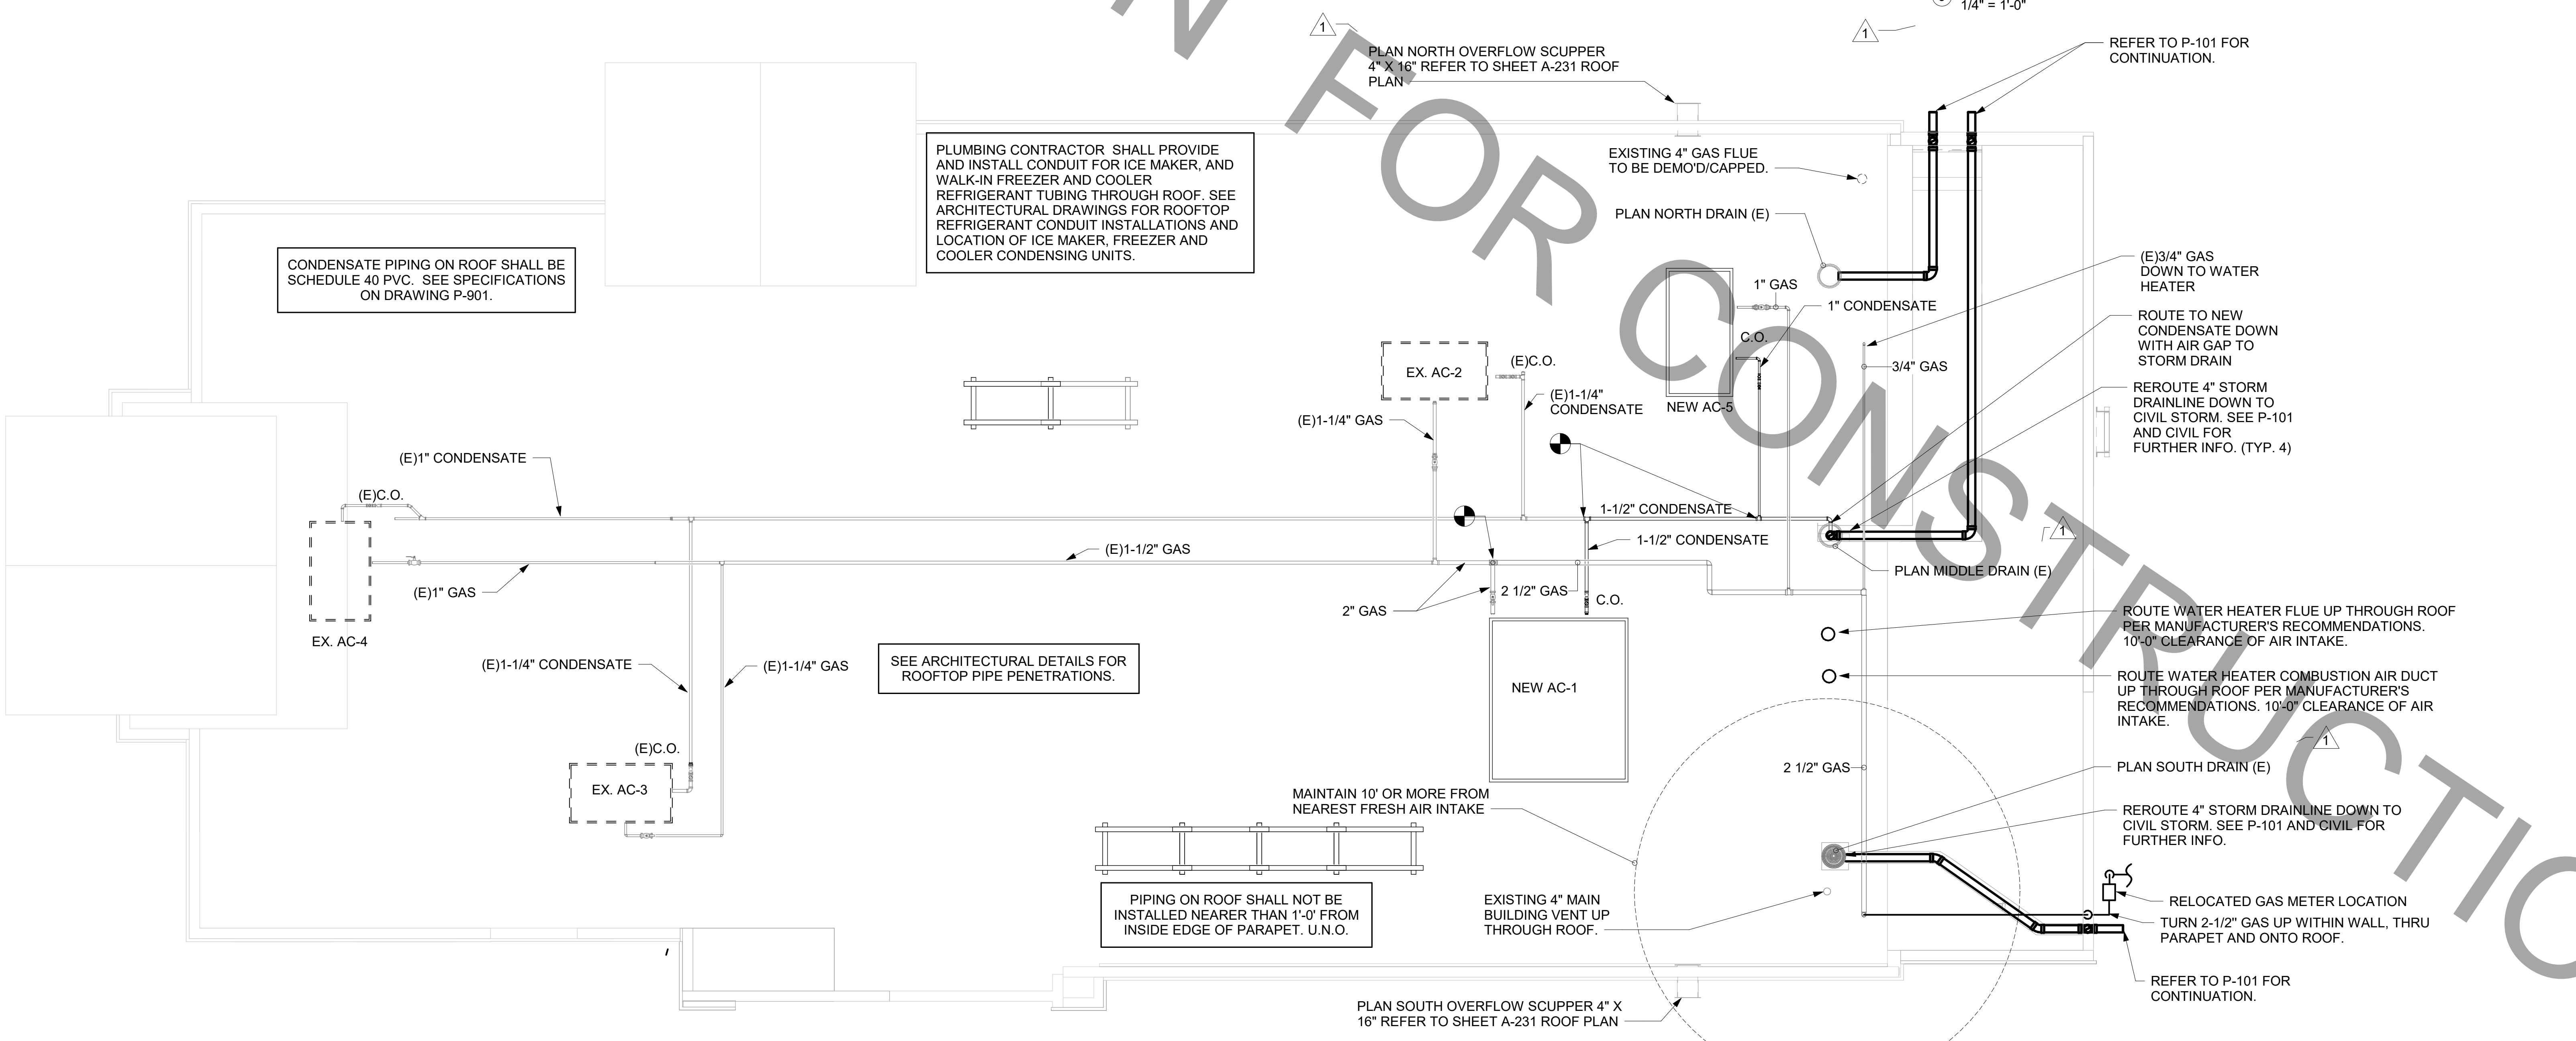 1/4" = 1'-0"
1
1
PLAN NORTH OVERFLOW SCUPPER
4" X 16" REFER TO SHEET A-231 ROOF
PLAN
REFER TO P-101 FOR
CONTINUATION.
PLUMBING CONTRACTOR SHALL PROVIDE
AND INSTALL CONDUIT FOR ICE MAKER, AND
WALK-IN FREEZER AND COOLER
REFRIGERANT TUBING THROUGH ROOF. SEE
ARCHITECTURAL DRAWINGS FOR ROOFTOP
REFRIGERANT CONDUIT INSTALLATIONS AND
LOCATION OF ICE MAKER, FREEZER AND
COOLER CONDENSING UNITS.
EXISTING 4" GAS FLUE
TO BE DEMO'D/CAPPED.
PLAN NORTH DRAIN (E)
CONDENSATE PIPING ON ROOF SHALL BE
SCHEDULE 40 PVC. SEE SPECIFICATIONS
ON DRAWING P-901.
(E)3/4" GAS
DOWN TO WATER
HEATER
1" GAS
1" CONDENSATE
C.O.
ROUTE TO NEW
CONDENSATE DOWN
WITH AIR GAP TO
STORM DRAIN
EX. AC-2
(E)C.O.
3/4" GAS
(E)1-1/4"
CONDENSATE
NEW AC-5
(E)1-1/4" GAS
REROUTE 4" STORM
DRAINLINE DOWN TO
CIVIL STORM. SEE P-101
AND CIVIL FOR
FURTHER INFO. (TYP. 4)
(E)1" CONDENSATE
(E)C.O.
1-1/2" CONDENSATE
1
1-1/2" CONDENSATE
(E)1-1/2" GAS
PLAN MIDDLE DRAIN (E)
(E)1" GAS
2 1/2" GAS
C.O.
2" GAS
EX. AC-4
ROUTE WATER HEATER FLUE UP THROUGH ROOF
PER MANUFACTURER'S RECOMMENDATIONS.
10'-0" CLEARANCE OF AIR INTAKE.
(E)1-1/4" CONDENSATE
(E)1-1/4" GAS
SEE ARCHITECTURAL DETAILS FOR
ROOFTOP PIPE PENETRATIONS.
NEW AC-1
ROUTE WATER HEATER COMBUSTION AIR DUCT
UP THROUGH ROOF PER MANUFACTURER'S
RECOMMENDATIONS. 10'-0" CLEARANCE OF AIR
INTAKE.
1
(E)C.O.
EX. AC-3
2 1/2" GAS
PLAN SOUTH DRAIN (E)
MAINTAIN 10' OR MORE FROM
NEAREST FRESH AIR INTAKE
REROUTE 4" STORM DRAINLINE DOWN TO
CIVIL STORM. SEE P-101 AND CIVIL FOR
FURTHER INFO.
PIPING ON ROOF SHALL NOT BE
INSTALLED NEARER THAN 1'-0' FROM
INSIDE EDGE OF PARAPET. U.N.O.
EXISTING 4" MAIN
BUILDING VENT UP
THROUGH ROOF.
RELOCATED GAS METER LOCATION
TURN 2-1/2" GAS UP WITHIN WALL, THRU
PARAPET AND ONTO ROOF.
REFER TO P-101 FOR
CONTINUATION.
PLAN SOUTH OVERFLOW SCUPPER 4" X
16" REFER TO SHEET A-231 ROOF PLAN
FOR CONSTRUCTIO